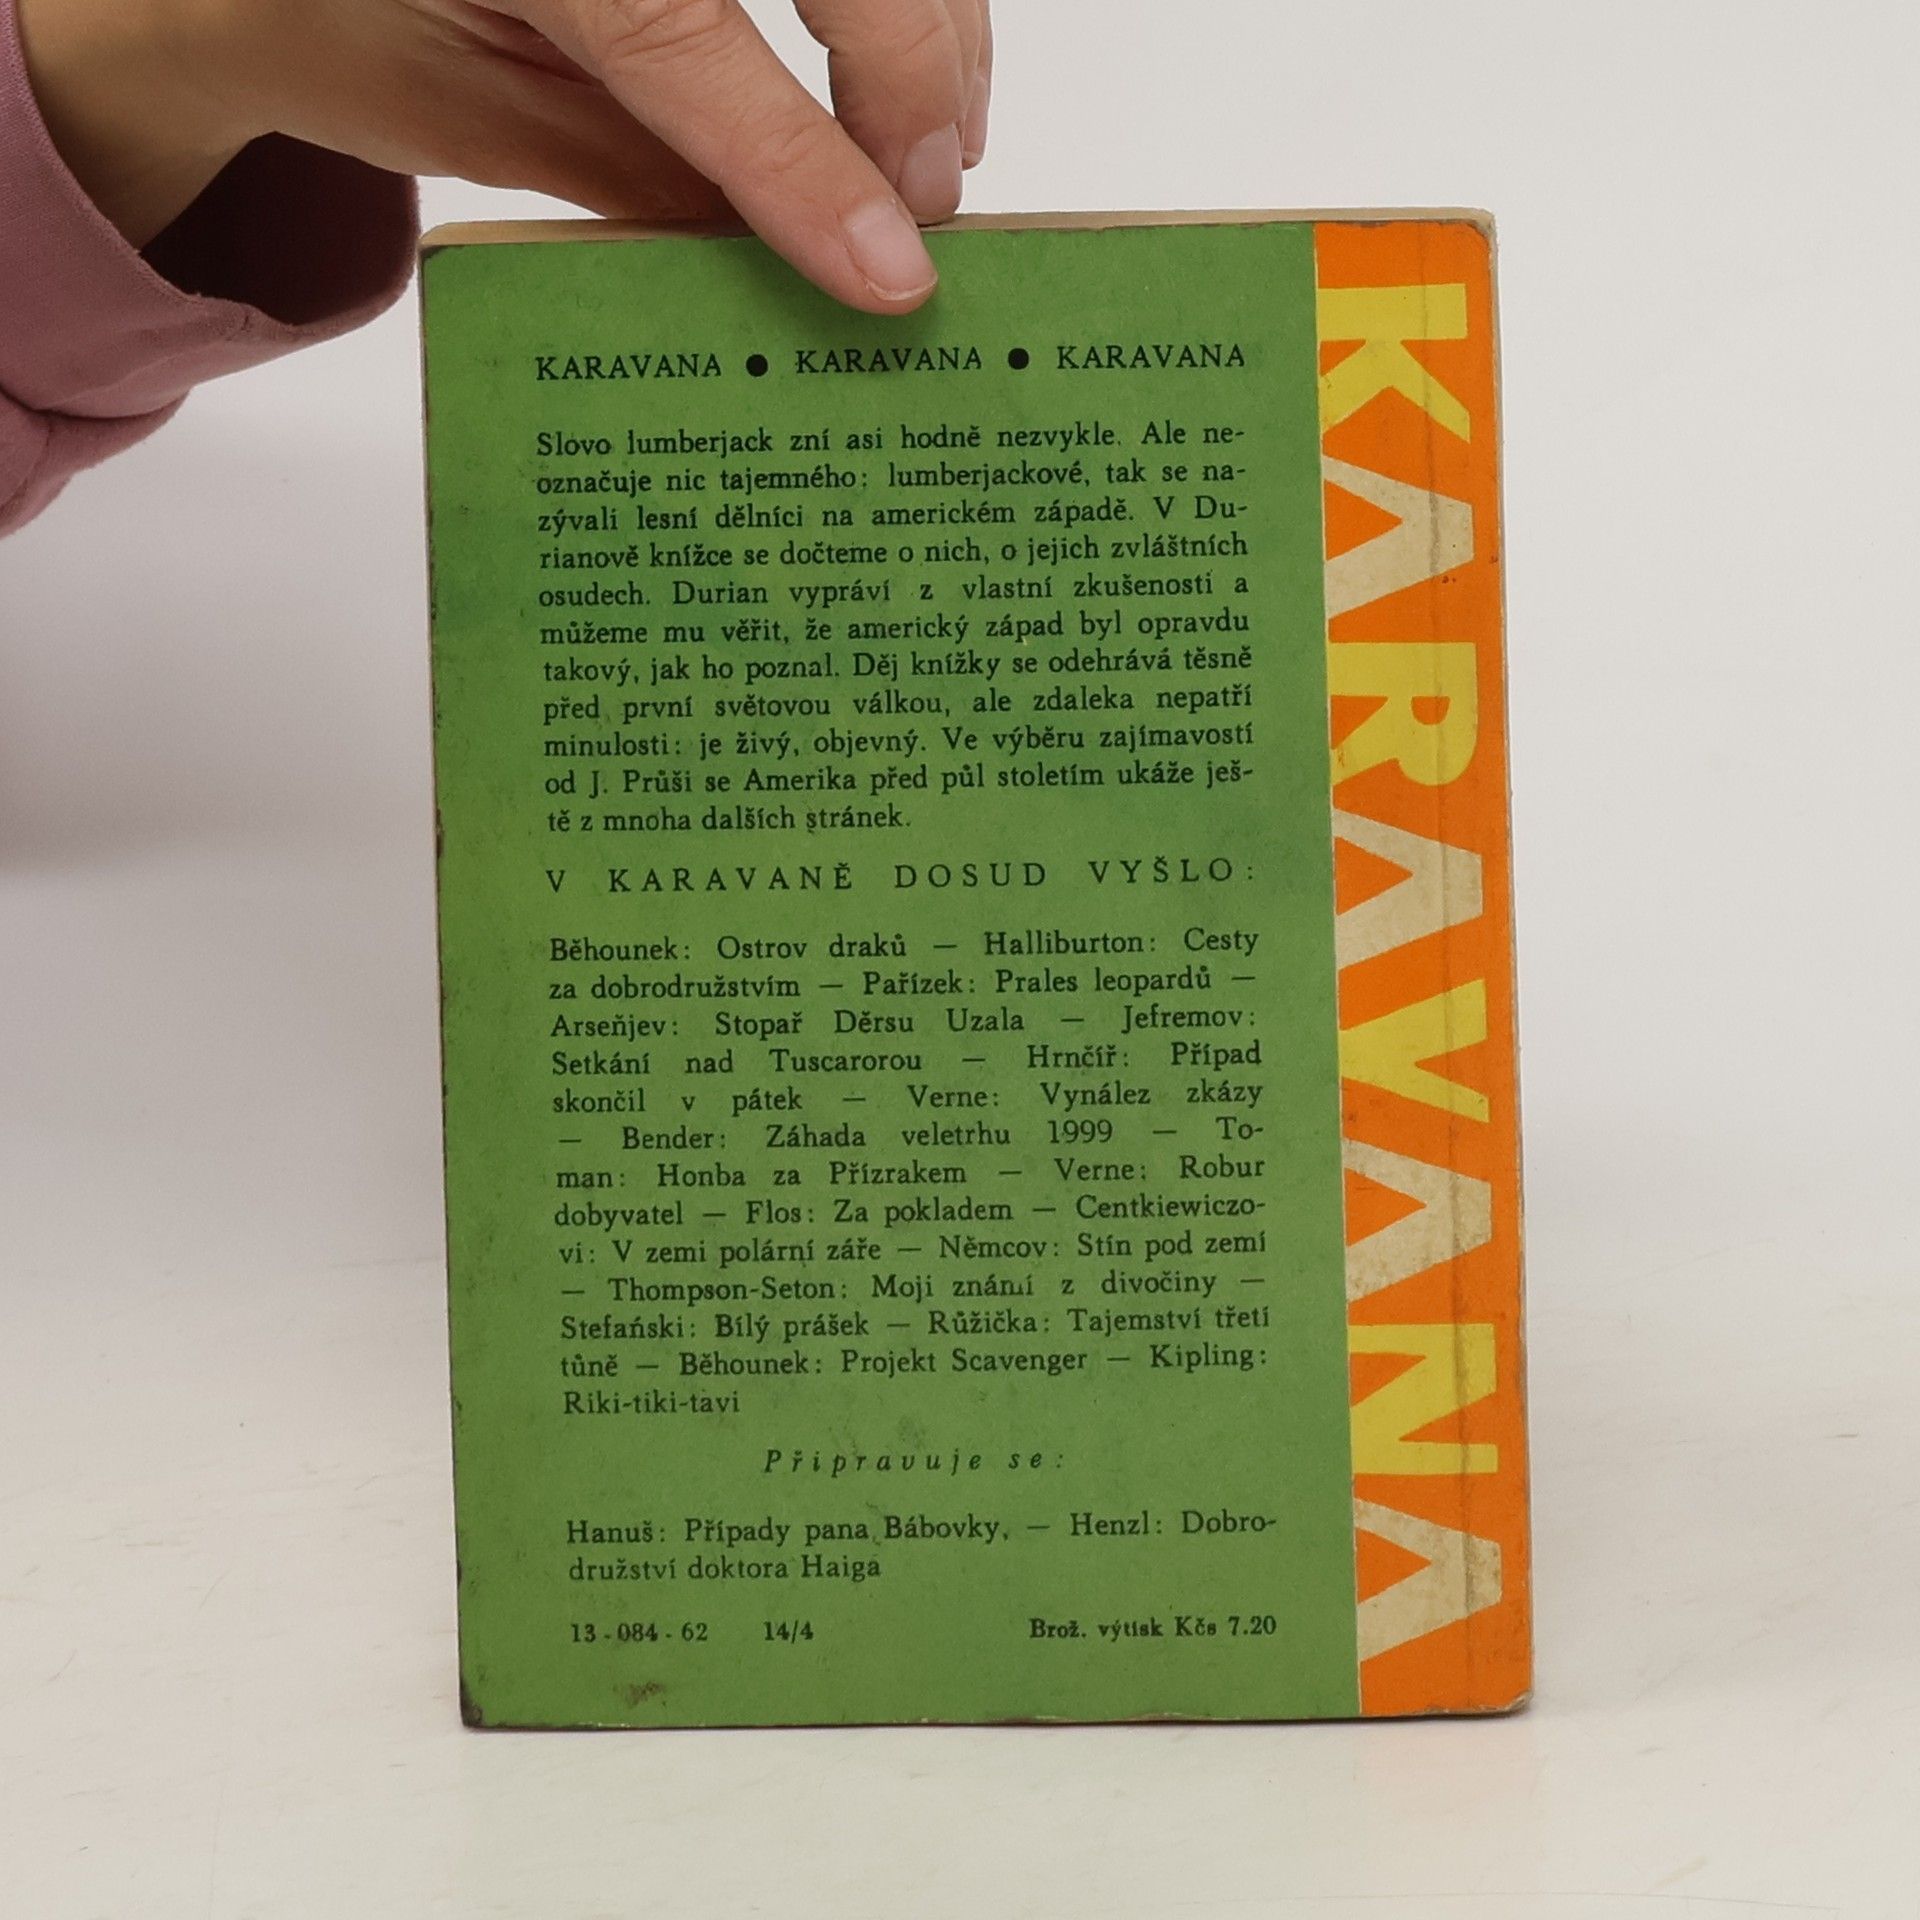 KARAVANA ● KARAVANA ● KARAVANA
Slovo lumberjack zní asi hodně nezvykle. Ale ne-
označuje nic tajemného: lumberjackové, tak se na-
zývali lesní dělníci na americkém západě. V Du-
rianově knížce se dočteme o nich, o jejich zvláštních
osudech. Durian vypráví z vlastní zkušenosti a
můžeme mu věřit, že americký západ byl opravdu
takový, jak ho poznal. Děj knížky se odehrává těsně
před první světovou válkou, ale zdaleka nepatří
minulosti: je živý, objevný. Ve výběru zajímavostí
od J. Průši se Amerika před půl stoletím ukáže ješ-
tě z mnoha dalších stránek.
V KARAVANĚ DOSUD VYŠLO:
Běhounek: Ostrov draků — Halliburton: Cesty
za dobrodružstvím — Pařízek: Prales leopardů —
Arseňjev: Stopař Děrsu Uzala — Jefremov:
Setkání nad Tuscarorou — Hrnčíř: Případ
skončil v pátek — Verne: Vynález zkázy
— Bender: Záhada veletrhu 1999 — To-
man: Honba za Přízrakem — Verne: Robur
dobyvatel — Flos: Za pokladem — Centkiewiczo-
vi: V zemi polární záře — Němcov: Stín pod zemí
— Thompson-Seton: Moji známí z divočiny —
Stefański: Bílý prášek — Růžička: Tajemství třetí
tůně — Běhounek: Projekt Scavenger — Kipling:
Riki-tiki-tavi
Připravuje se:
Hanuš: Případy pana Bábovky, — Henzl: Dobro-
družství doktora Haiga
13-084-62 14/4 Brož. výtisk Kčs 7.20
KARAVANA